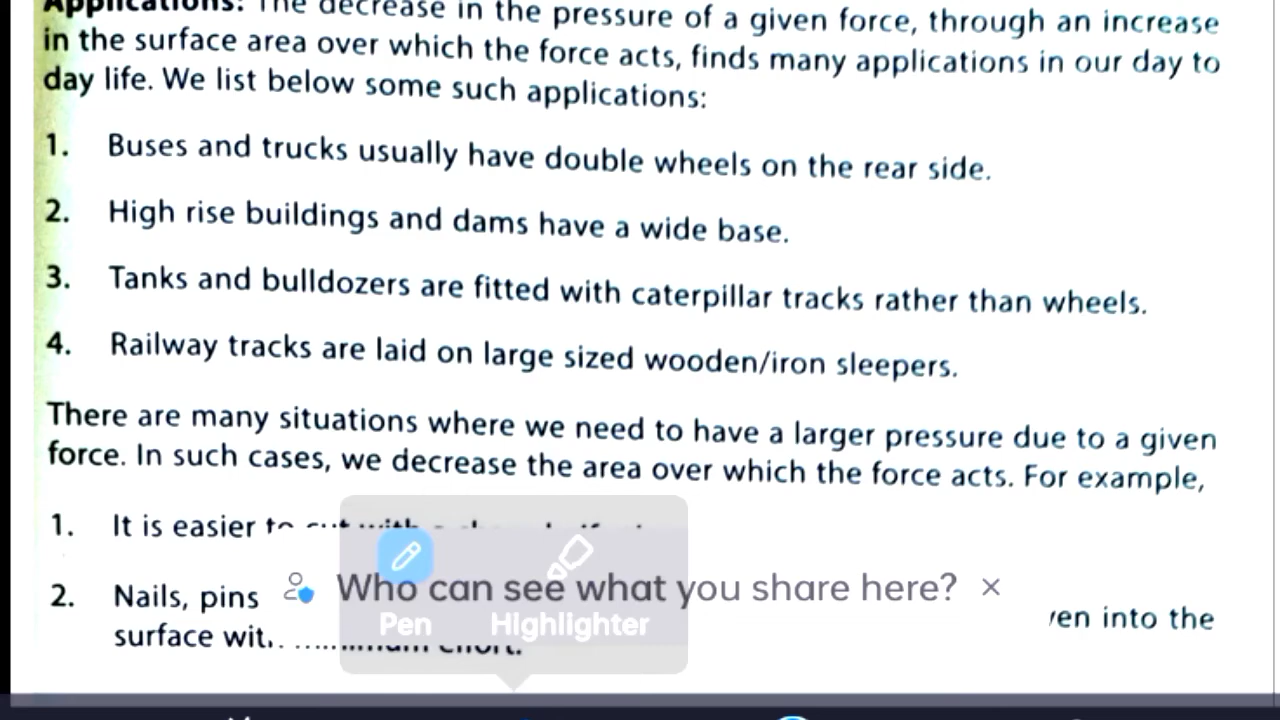 Applications: The decrease in the pressure of a given force, through an increase
in the surface area over which the force acts, finds many applications in our day to
day life. We list below some such applications:
1. Buses and trucks usually have double wheels on the rear side.
2. High rise buildings and dams have a wide base.
3. Tanks and bulldozers are fitted with caterpillar tracks rather than wheels.
4. Railway tracks are laid on large sized wooden/iron sleepers.
There are many situations where we need to have a larger pressure due to a given
force. In such cases, we decrease the area over which the force acts. For example,
1. It is easier
2. Nails, pins
into the
surface
Who can see what you share here?
Pen
Highlighter